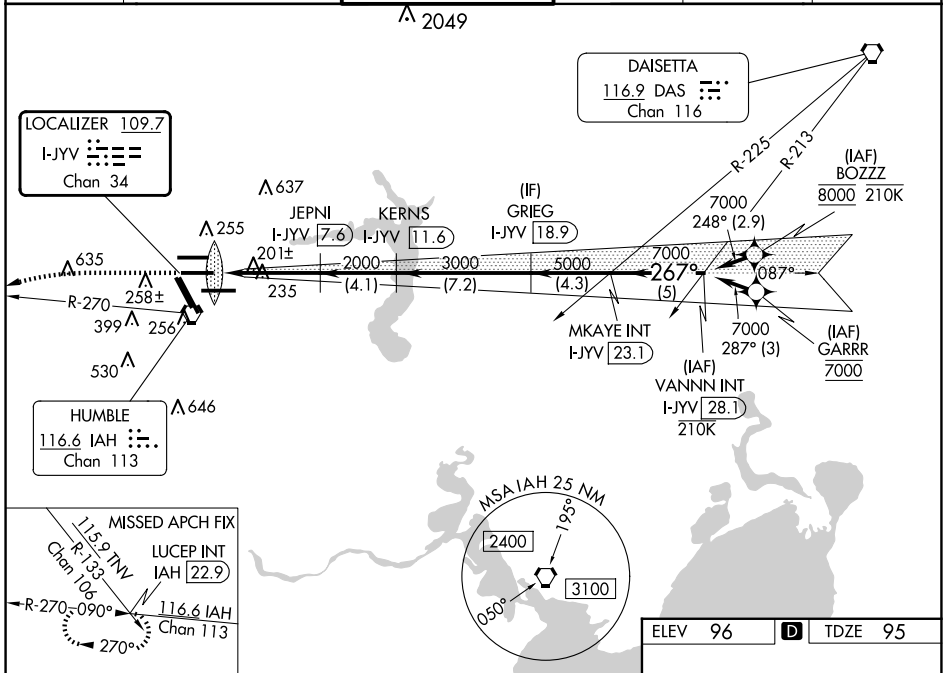 2049
DAISETTA
116.9 DAS
Chan 116
LOCALIZER 109.7
I-JYV
Chan 34
R-225
R-213
(IAF)
BOZZZ
8000 210K
637
255
JEPNI
I-JYV 7.6
KERNS
I-JYV 11.6
(IF)
GRIEG
I-JYV 18.9
7000
248° (2.9)
635
201±
235
2000
(4.1)
3000
(7.2)
5000
(4.3)
7000
267°
(5)
087°
R-270
258±
399
256
530
MKAYE INT
I-JYV 23.1
7000
287° (3)
(IAF)
GARRR
7000
(IAF)
VANNN INT
I-JYV 28.1
210K
HUMBLE
116.6 IAH
Chan 113
646
MISSED APCH FIX
115.9 TNV
R-133
Chan 106
LUCEP INT
IAH 22.9
R-270-090°
116.6 IAH
Chan 113
270°
MSA IAH 25 NM
195°
2400
3100
050°
ELEV 96 D TDZE 95